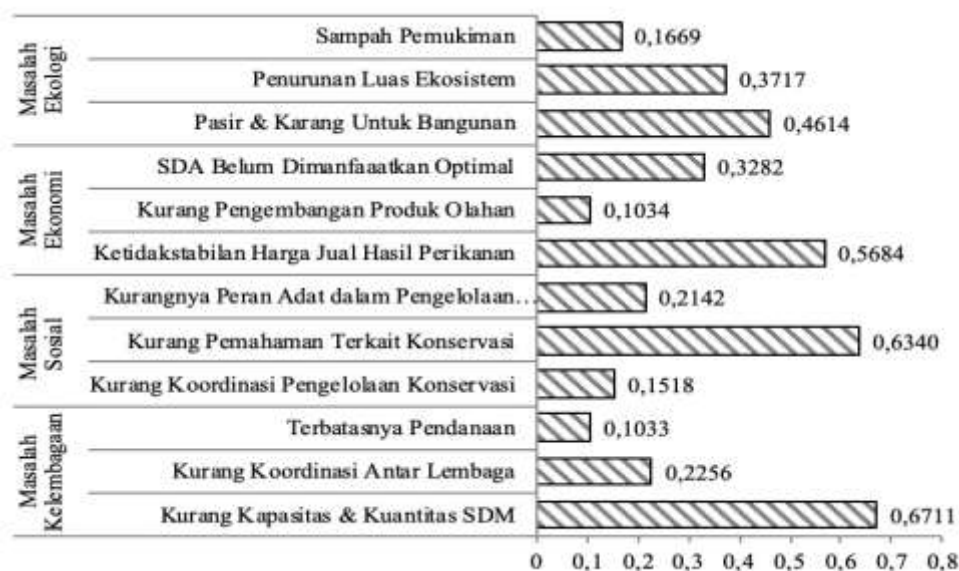 Masalah
Ekologi
Sampah Pemukiman 0,1669
Penurunan Luas Ekosistem 0,3717
Pasir & Karang Untuk Bangunan 0,4614
Masalah
Ekonomi
SDA Belum Dimanfaaatkan Optimal 0,3282
Kurang Pengembangan Produk Olahan 0,1034
Ketidakstabilan Harga Jual Hasil Perikanan 0,5684
Masalah
Sosial
Kurangnya Peran Adat dalam Pengelolaan… 0,2142
Kurang Pemahaman Terkait Konservasi 0,6340
Kurang Koordinasi Pengelolaan Konservasi 0,1518
Masalah
Kelembagaan
Terbatasnya Pendanaan 0,1033
Kurang Koordinasi Antar Lembaga 0,2256
Kurang Kapasitas & Kuantitas SDM 0,6711
0 0,1 0,2 0,3 0,4 0,5 0,6 0,7 0,8